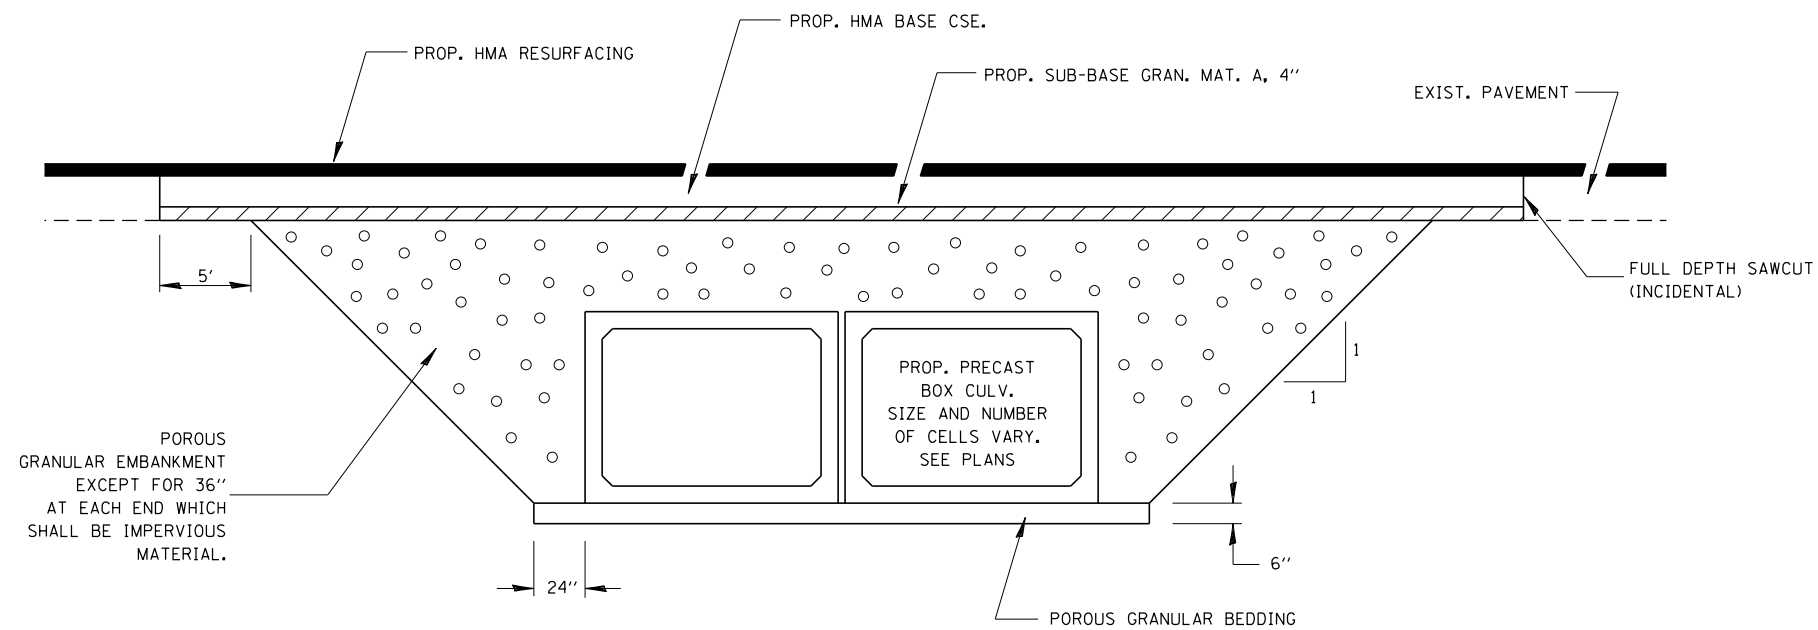 PROP. HMA BASE CSE.
PROP. HMA RESURFACING
PROP. SUB-BASE GRAN. MAT. A, 4''
EXIST. PAVEMENT
FULL DEPTH SAWCUT
(INCIDENTAL)
5'
1
1
PROP. PRECAST
BOX CULV.
SIZE AND NUMBER
OF CELLS VARY.
SEE PLANS
POROUS
GRANULAR EMBANKMENT
EXCEPT FOR 36''
AT EACH END WHICH
SHALL BE IMPERVIOUS
MATERIAL.
6''
24''
POROUS GRANULAR BEDDING